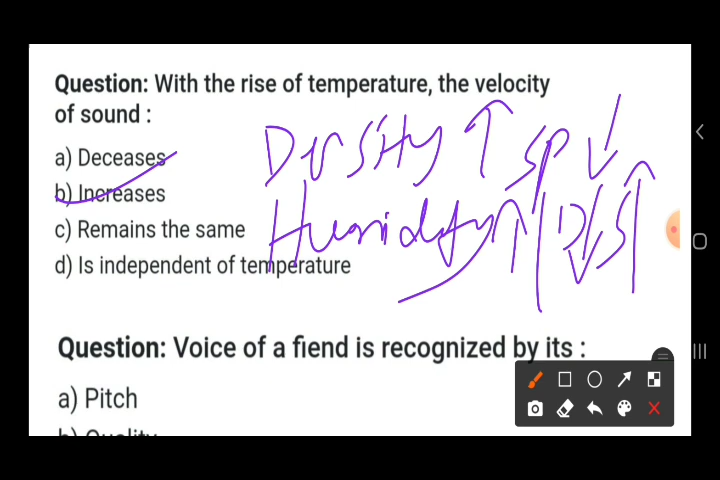 Question: With the rise of temperature, the velocity
of sound :
a) Deceases
b) Increases
c) Remains the same
d) Is independent of temperature
Density ↑ SP ↓
Humidity ↑ D↓ S↑
Question: Voice of a fiend is recognized by its :
a) Pitch
b) Quality